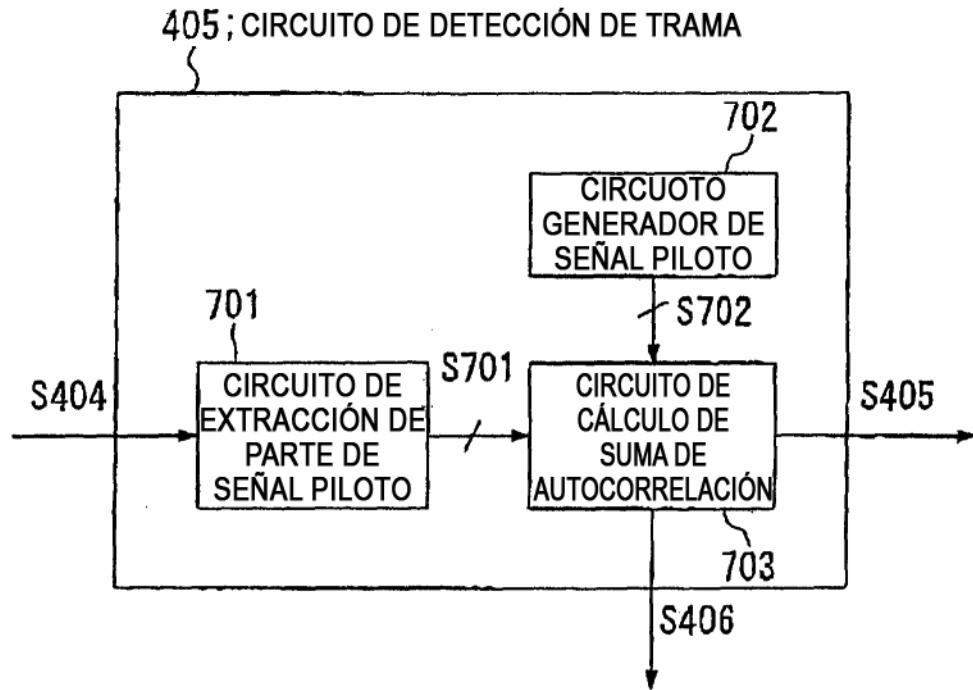 405; CIRCUITO DE DETECCIÓN DE TRAMA
702
CIRCUOTO
GENERADOR DE
SEÑAL PILOTO
S702
701
S701
S404
CIRCUITO DE
EXTRACCIÓN DE
PARTE DE
SEÑAL PILOTO
CIRCUITO DE
CÁLCULO DE
SUMA DE
AUTOCORRELACIÓN
S405
703
S406